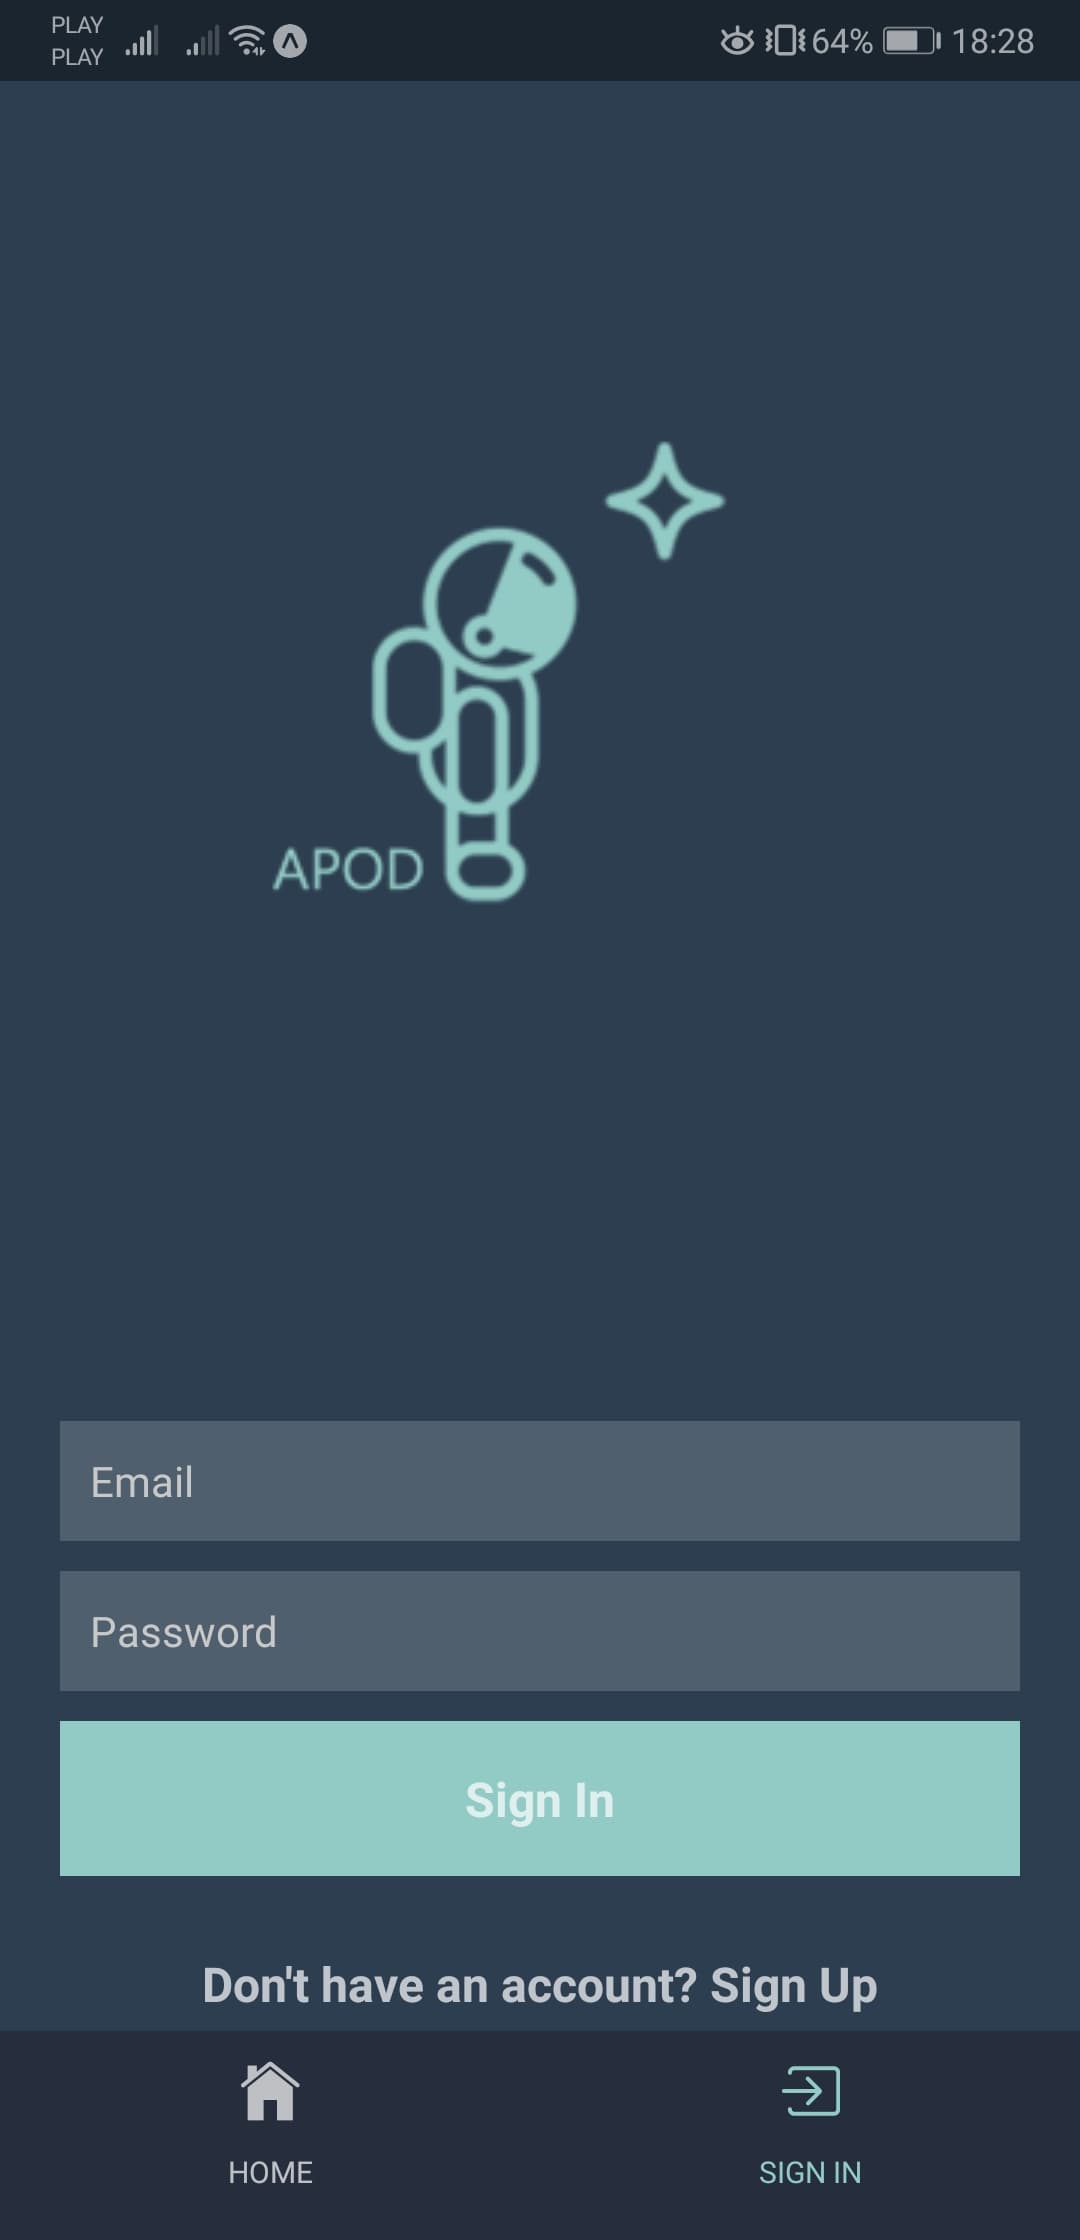 PLAY
PLAY
64% 18:28
APOD
Email
Password
Sign In
Don't have an account? Sign Up
HOME
SIGN IN